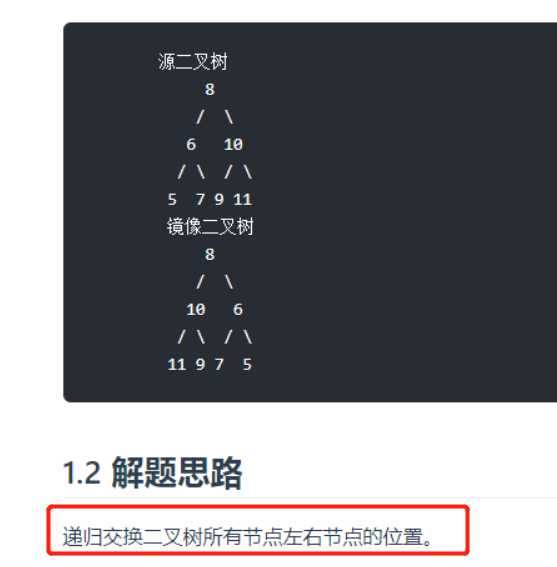 源二叉树
8
/ \
6 10
/ \ / \
5 7 9 11
镜像二叉树
8
/ \
10 6
/ \ / \
11 9 7 5
1.2 解题思路
递归交换二叉树所有节点左右节点的位置。